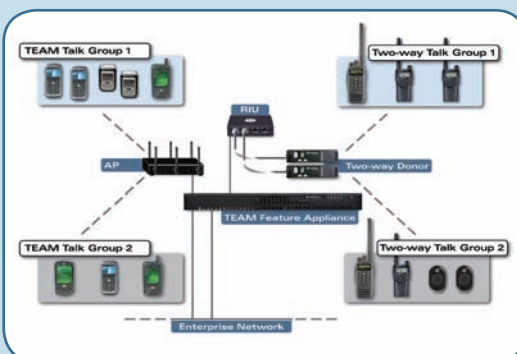 TEAM Talk Group 1
Two-way Talk Group 1
RIU
AP
Two-way Donor
TEAM Feature Appliance
TEAM Talk Group 2
Two-way Talk Group 2
Enterprise Network